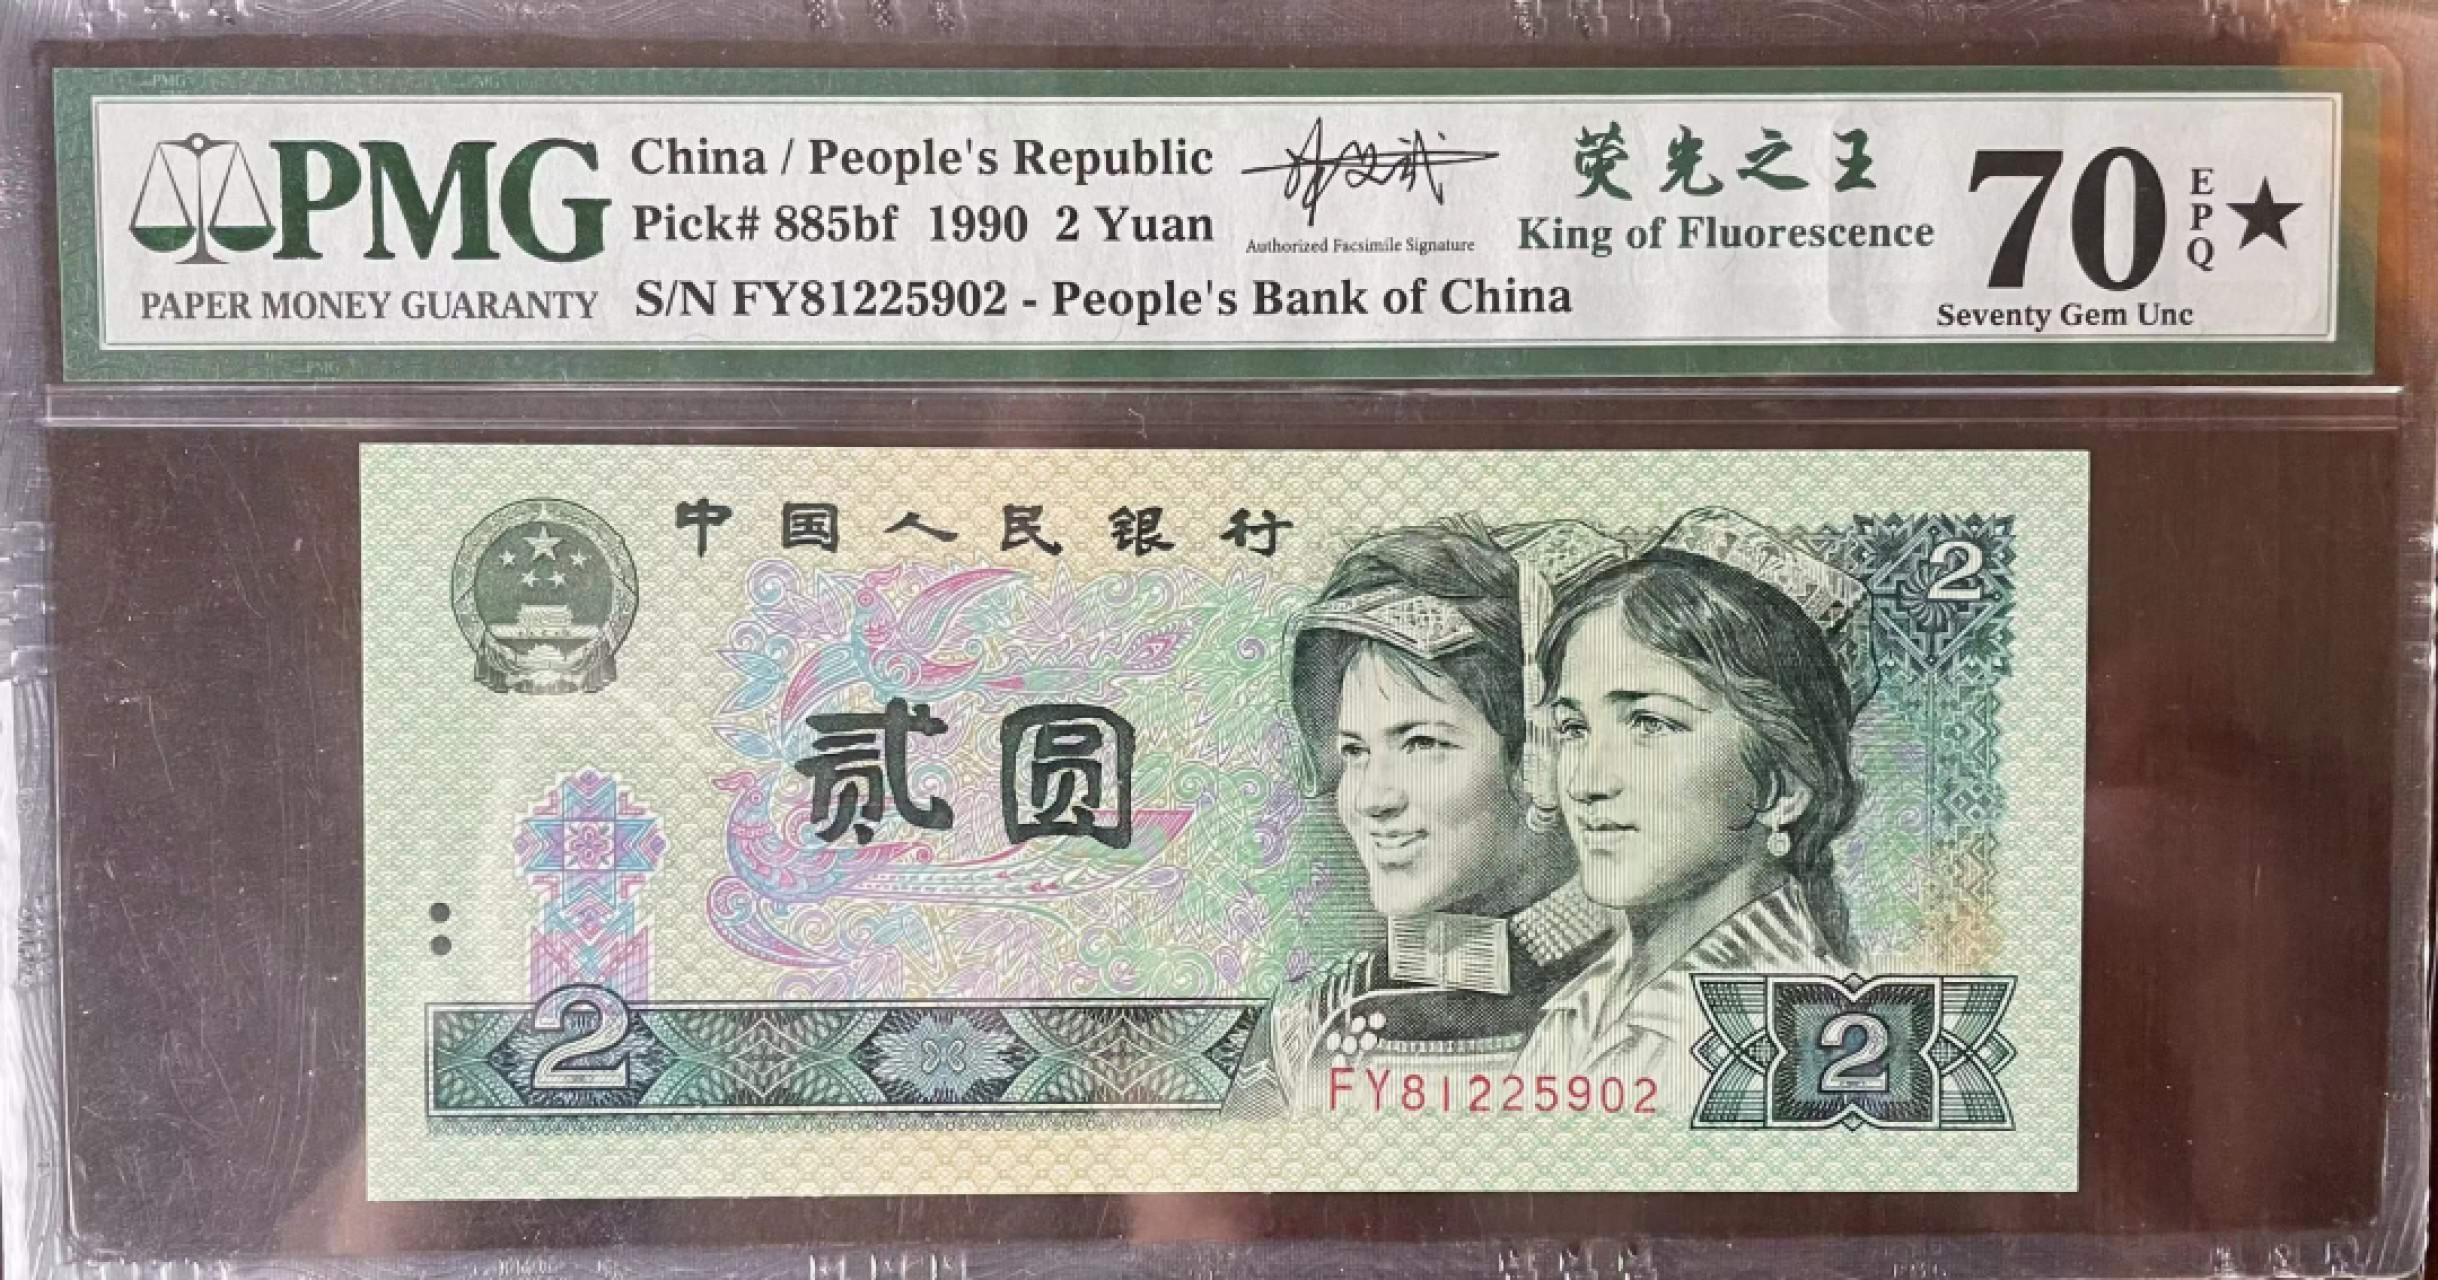 PMG
PAPER MONEY GUARANTY
China / People's Republic
Pick# 885bf 1990 2 Yuan
S/N FY81225902 - People's Bank of China
Authorized Facsimile Signature
荧光之王
King of Fluorescence
70
EPQ
★
Seventy Gem Unc
中国人民银行
2
贰圆
2
FY81225902
2